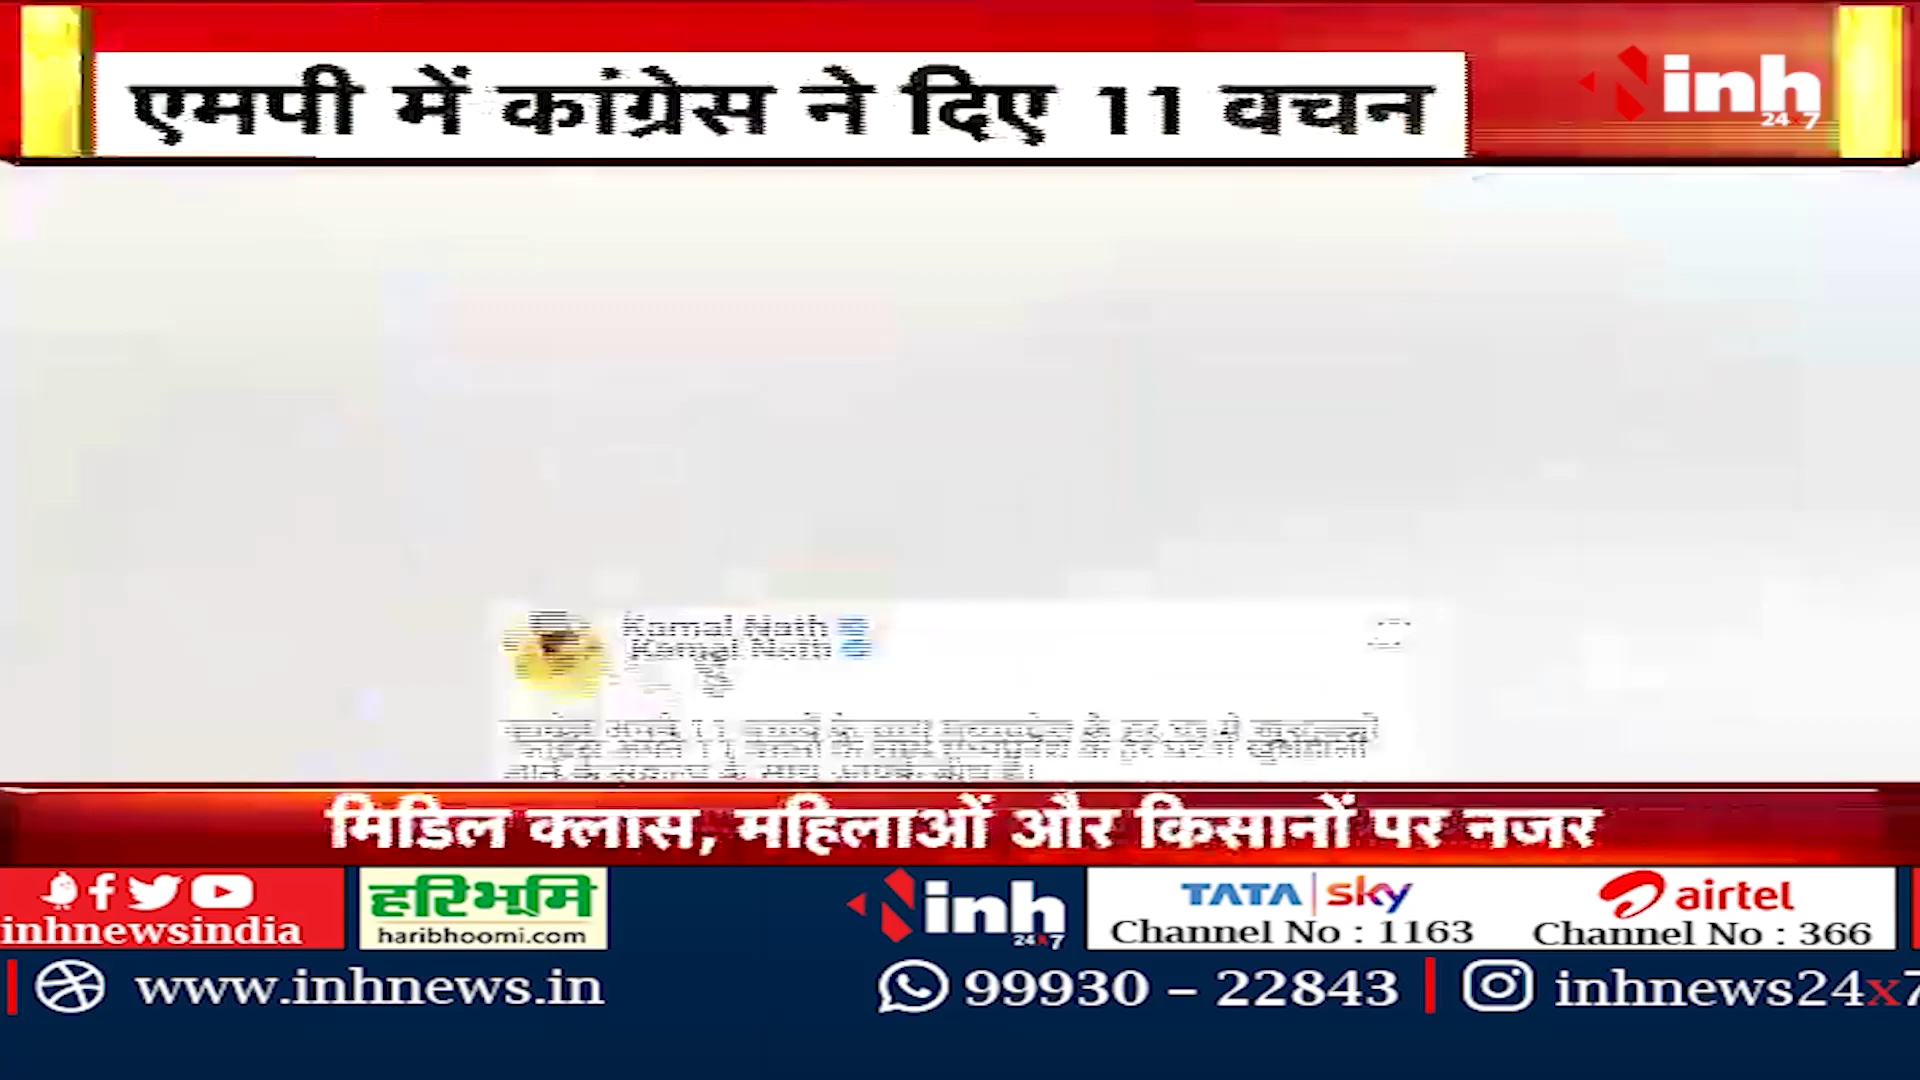 एमपी में कांग्रेस ने दिए 11 वचन
inh
24x7
Kamal Nath
Kamal Nath
मिडिल क्लास, महिलाओं और किसानों पर नजर
inhnewsindia
हरिभूमि
haribhoomi.com
inh
24x7
TATA sky
Channel No : 1163
airtel
Channel No : 366
www.inhnews.in
99930 - 22843
inhnews24x7